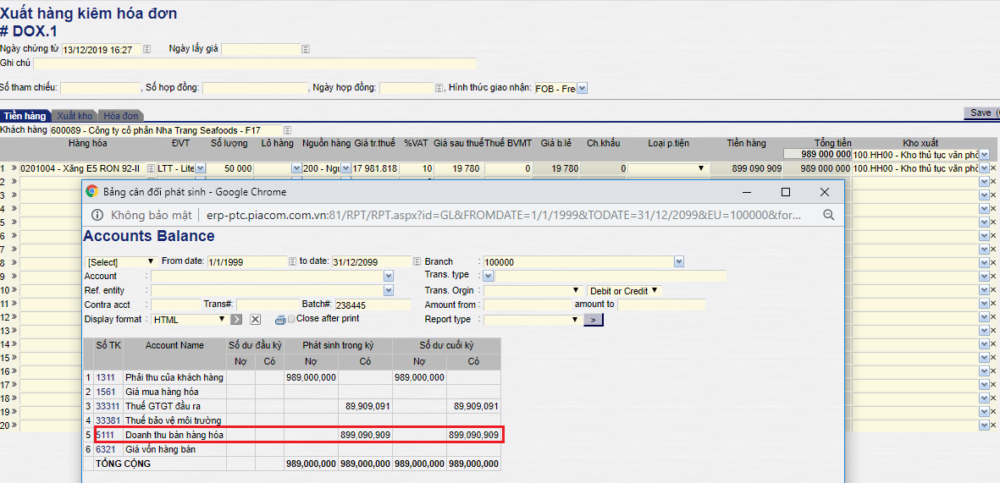 Xuất hàng kiêm hóa đơn
# DOX.1
Ngày chứng từ 13/12/2019 16:27 Ngày lấy giá
Ghi chú
Số tham chiếu: , Số hợp đồng: , Ngày hợp đồng: , Hình thức giao nhận: FOB - Fre
Tiền hàng Xuất kho Hóa đơn Save
Khách hàng 600089 - Công ty cổ phần Nha Trang Seafoods - F17
Hàng hóa ĐVT Số lượng Lô hàng Nguồn hàng Giá tr.thuế %VAT Giá sau thuế Thuế BVMT Giá b.lẻ Ch.khấu Loại p.tiện Tiền hàng Tổng tiền Kho xuất
989 000 000 100.HH00 - Kho thủ tục văn phò
1 » 0201004 - Xăng E5 RON 92-II LTT - Lite 50 000 200 - Ngu 17 981.818 10 19 780 0 19 780 0 899 090 909 989 000 000 100.HH00 - Kho thủ tục văn phò ×
2 » ×
3 » ×
4 » ×
5 » ×
6 » ×
7 » ×
8 » ×
9 » ×
10 » ×
11 » ×
12 » ×
13 » ×
14 » ×
15 » ×
16 » ×
17 » ×
18 » ×
19 » ×
20 » ×
Bảng cân đối phát sinh - Google Chrome
Không bảo mật | erp-ptc.piacom.com.vn:81/RPT/RPT.aspx?id=GL&FROMDATE=1/1/1999&TODATE=31/12/2099&EU=100000&for...
Accounts Balance
[Select] From date: 1/1/1999 to date: 31/12/2099 Branch : 100000
Account : Trans. type :
Ref. entity : Trans. Orgin : Debit or Credit
Contra acct : Trans#: Batch#: 238445 Amount from : amount to
Display format : HTML Close after print Report type : >
Số TK Account Name Số dư đầu kỳ Phát sinh trong kỳ Số dư cuối kỳ
Nợ Có Nợ Có Nợ Có
1 1311 Phải thu của khách hàng 989,000,000 989,000,000
2 1561 Giá mua hàng hóa
3 33311 Thuế GTGT đầu ra 89,909,091 89,909,091
4 33381 Thuế bảo vệ môi trường
5 5111 Doanh thu bán hàng hóa 899,090,909 899,090,909
6 6321 Giá vốn hàng bán
TỔNG CỘNG 989,000,000 989,000,000 989,000,000 989,000,000